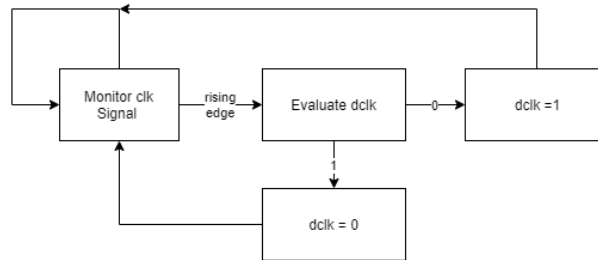 Monitor clk
Signal
rising
edge
Evaluate dclk
0
dclk =1
1
dclk = 0